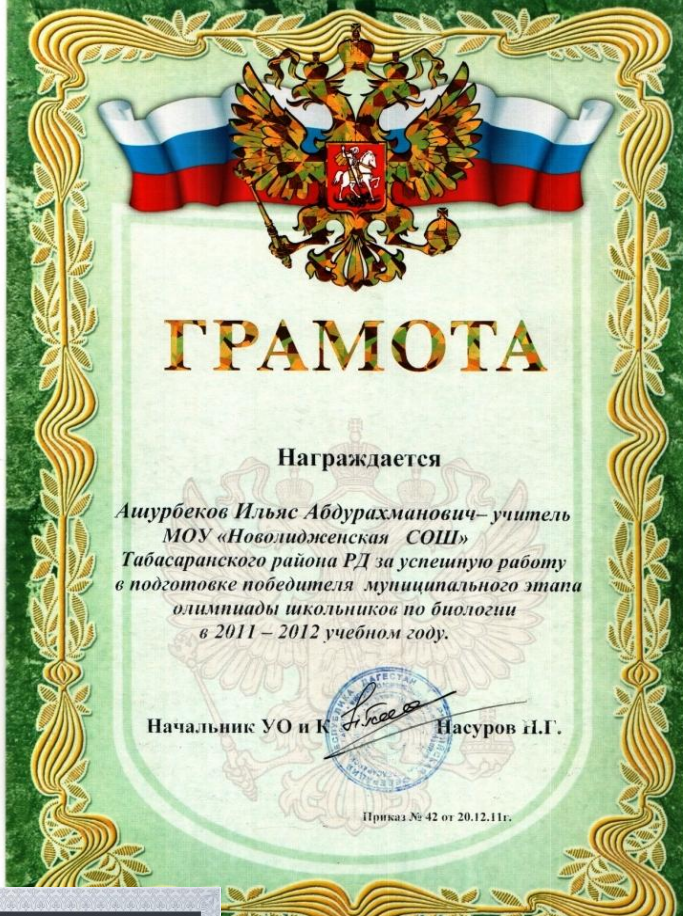 ГРАМОТА
Награждается
Ашурбеков Ильяс Абдурахманович– учитель
МОУ «Новолидженская СОШ»
Табасаранского района РД за успешную работу
в подготовке победителя муниципального этапа
олимпиады школьников по биологии
в 2011 – 2012 учебном году.
Начальник УО и К Насуров Н.Г.
Приказ № 42 от 20.12.11г.